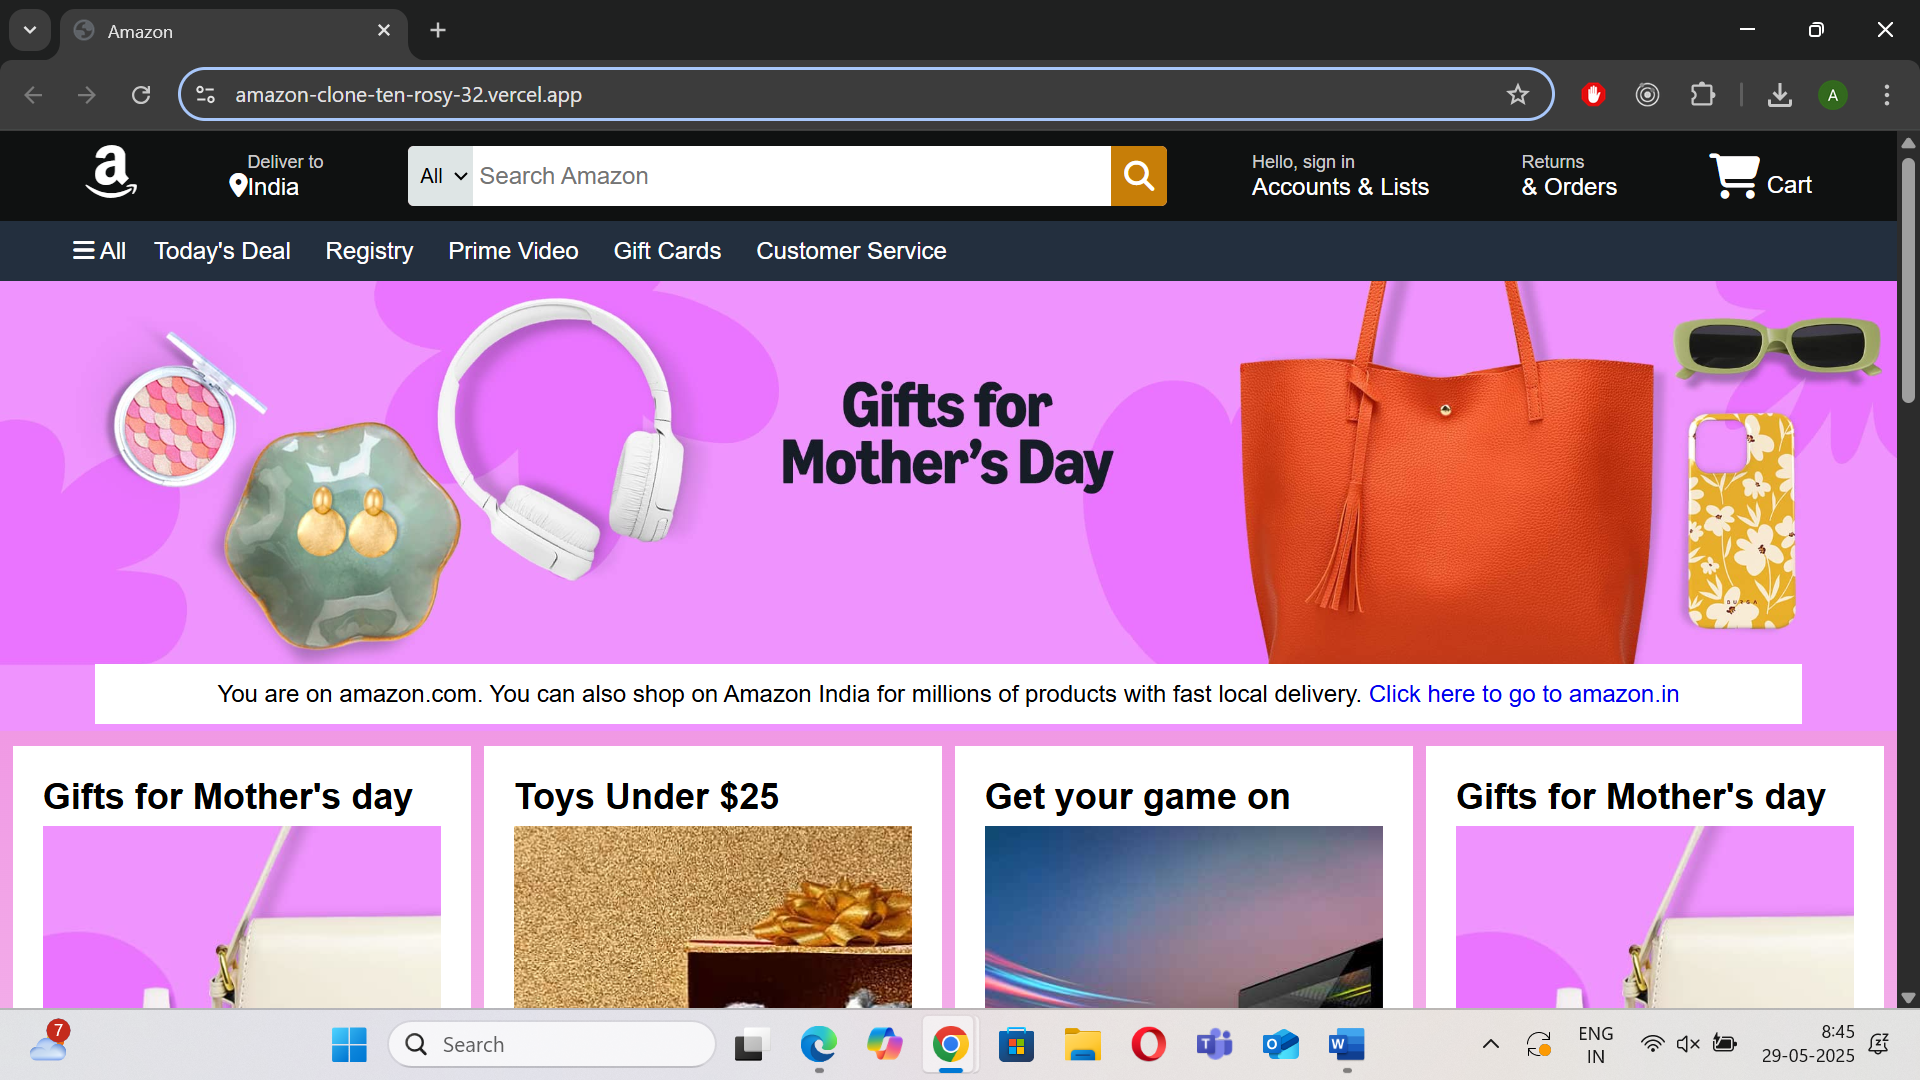 Amazon
amazon-clone-ten-rosy-32.vercel.app
A
a
Deliver to
India
All
Search Amazon
Hello, sign in
Accounts & Lists
Returns
& Orders
Cart
All
Today's Deal
Registry
Prime Video
Gift Cards
Customer Service
Gifts for
Mother's Day
BURGA
You are on amazon.com. You can also shop on Amazon India for millions of products with fast local delivery. Click here to go to amazon.in
Gifts for Mother's day
Toys Under $25
Get your game on
Gifts for Mother's day
7
Search
ENG
IN
8:45
29-05-2025